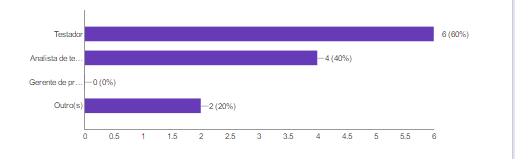 Testador 6 (60%)
Analista de te... 4 (40%)
Gerente de pr... 0 (0%)
Outro(s) 2 (20%)
0 0.5 1 1.5 2 2.5 3 3.5 4 4.5 5 5.5 6